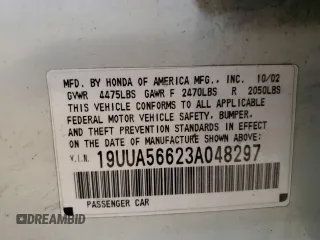 MFD. BY HONDA OF AMERICA MFG., INC. 10/02
GVWR 4475LBS GAWR F 2470LBS R 2050LBS
THIS VEHICLE CONFORMS TO ALL APPLICABLE
FEDERAL MOTOR VEHICLE SAFETY, BUMPER,
AND THEFT PREVENTION STANDARDS IN EFFECT
ON THE DATE OF MANUFACTURE SHOWN ABOVE.
V.I.N. 19UUA56623A048297
PASSENGER CAR
DREAMBID